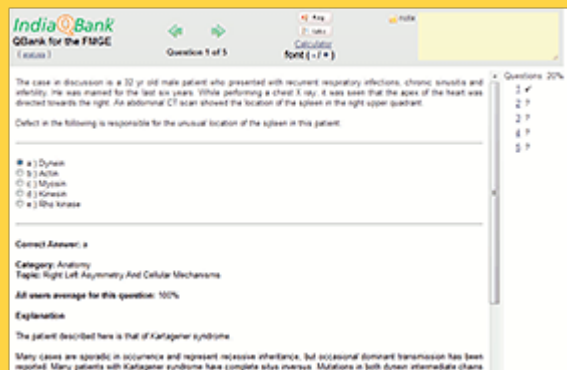 IndiaQBank
QBank for the FMGE
Question 1 of 5
Calculator
font ( - / + )
note
The case in discussion is a 32 yr old male patient who presented with recurrent respiratory infections, chronic sinusitis and
infertility. He was married for the last six years. While performing a chest X ray, it was seen that the apex of the heart was
directed towards the right. An abdominal CT scan showed the location of the spleen in the right upper quadrant.
Defect in the following is responsible for the unusual location of the spleen in this patient:
a ) Dynein
b ) Actin
c ) Myosin
d ) Kinesin
e ) Rho kinase
Correct Answer: a
Category: Anatomy
Topic: Right Left Asymmetry And Cellular Mechanisms
All users average for this question: 100%
Explanation
The patient described here is that of Kartagener syndrome.
Many cases are sporadic in occurrence and represent recessive inheritance, but occasional dominant transmission has been
reported. Many patients with Kartagener syndrome have complete situs inversus. Mutations in both dynein intermediate chains
Questions: 20%
1 ✓
2 ?
3 ?
4 ?
5 ?